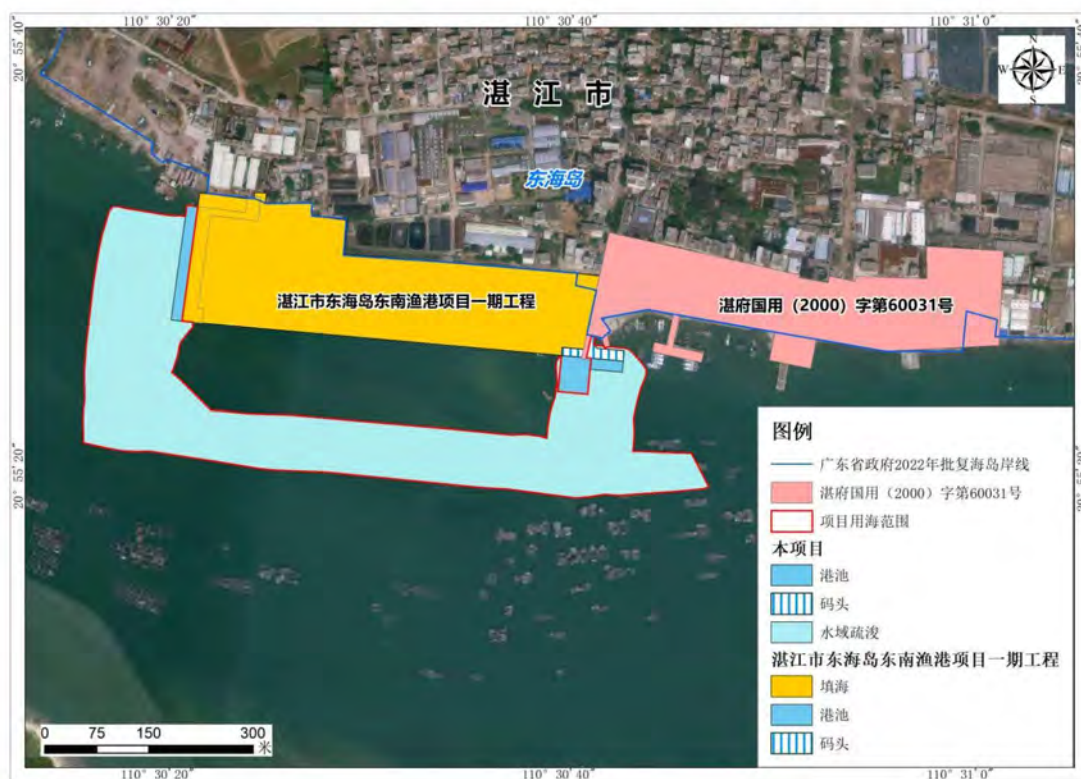 110°30′20″
110°30′40″
110°31′0″
20°55′40″
20°55′40″
N
W
E
S
湛江市
东海岛
湛江市东海岛东南渔港项目一期工程
湛府国用（2000）字第60031号
20°55′20″
20°55′20″
图例
广东省政府2022年批复海岛岸线
湛府国用（2000）字第60031号
项目用海范围
本项目
港池
码头
水域疏浚
湛江市东海岛东南渔港项目一期工程
填海
港池
码头
0 75 150 300
米
110°30′20″
110°30′40″
110°31′0″